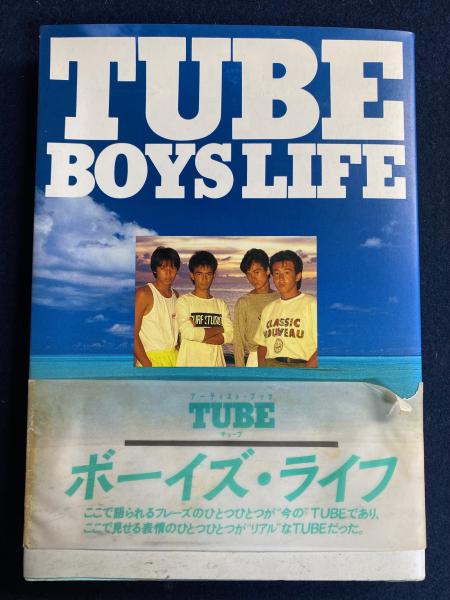 TUBE
BOYS LIFE
SURF STUDIO
CLASSIC
NOUVEAU
アーティスト・ブック
TUBE
チューブ
ボーイズ・ライフ
ここで語られるフレーズのひとつひとつが“今の”TUBEであり、
ここで見せる表情のひとつひとつが“リアル”なTUBEだった。